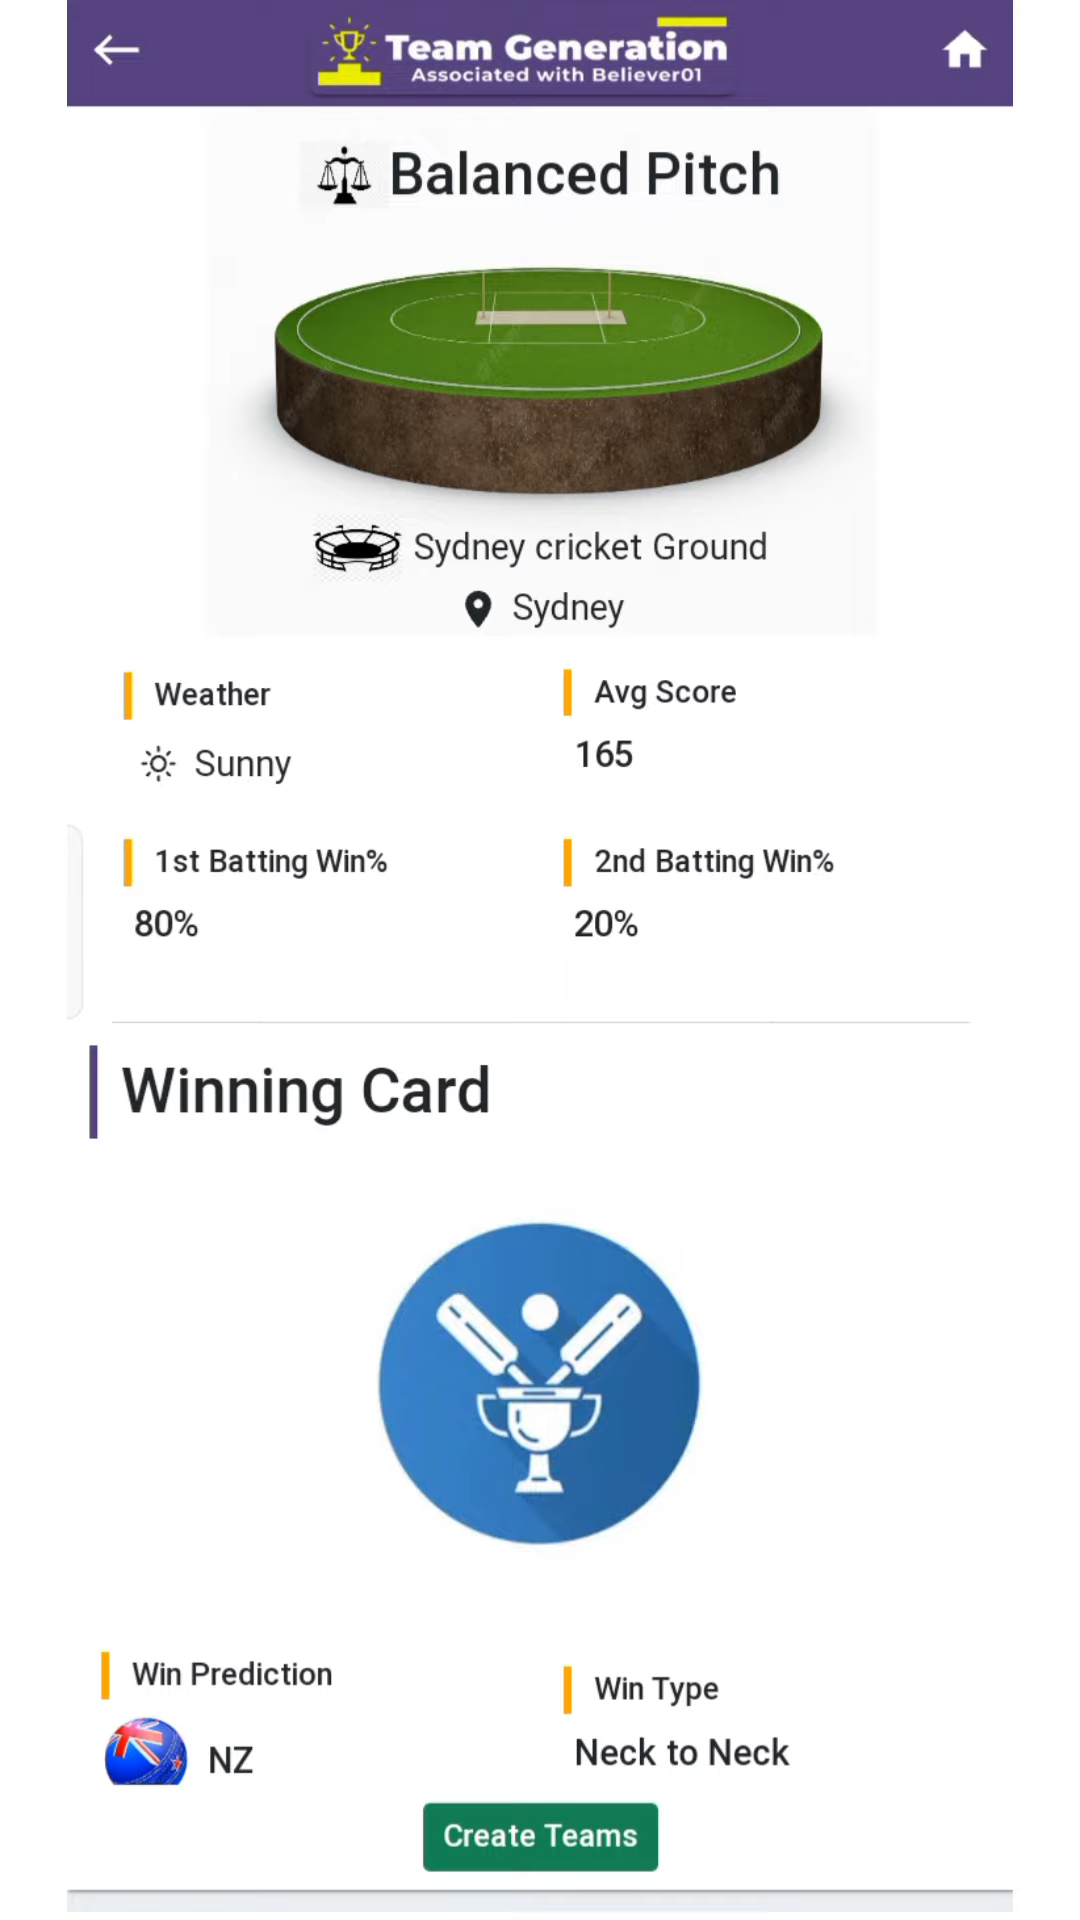 Team Generation
Associated with Believer01
Balanced Pitch
Sydney cricket Ground
Sydney
Weather
Avg Score
Sunny
165
1st Batting Win%
2nd Batting Win%
80%
20%
Winning Card
Win Prediction
Win Type
NZ
Neck to Neck
Create Teams